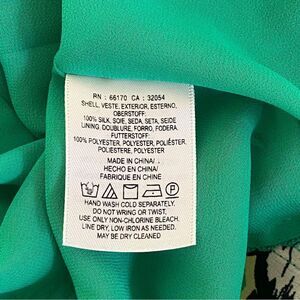 RN : 66170 CA : 32054
SHELL, VESTE, EXTERIOR, ESTERNO,
OBERSTOFF:
100% SILK, SOIE, SEDA, SETA, SEIDE
LINING, DOUBLURE, FORRO, FODERA,
FUTTERSTOFF:
100% POLYESTER, POLYESTER, POLIÉSTER,
POLIESTERE, POLYESTER
MADE IN CHINA/
HECHO EN CHINA/
FABRIQUE EN CHINE
HAND WASH COLD SEPARATELY.
DO NOT WRING OR TWIST,
USE ONLY NON-CHLORINE BLEACH.
LINE DRY, LOW IRON AS NEEDED,
MAY BE DRY CLEANED